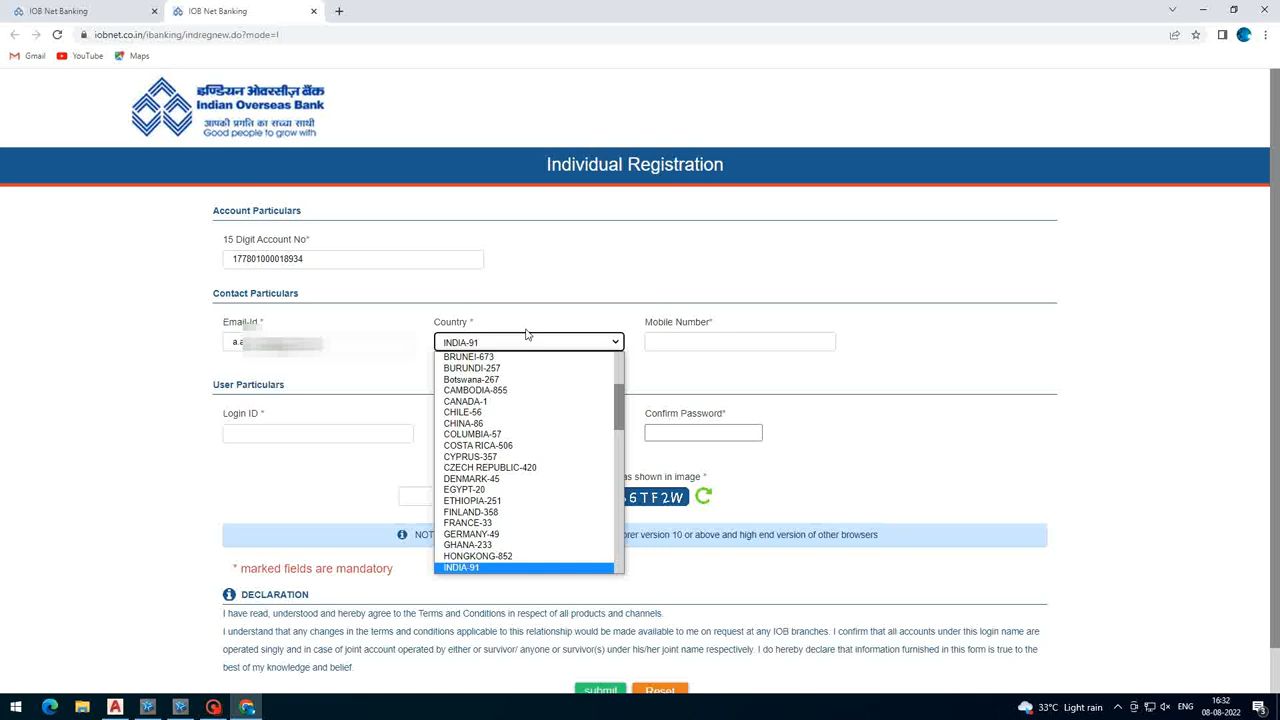 IOB Net Banking
IOB Net Banking
iobnet.co.in/ibanking/indregnew.do?mode=I
Gmail
YouTube
Maps
इण्डियन ओवरसीज़ बैंक
Indian Overseas Bank
आपकी प्रगति का सच्चा साथी
Good people to grow with
Individual Registration
Account Particulars
15 Digit Account No*
177801000018934
Contact Particulars
Email-Id *
Country *
Mobile Number*
a.a
INDIA-91
BRUNEI-673
BURUNDI-257
Botswana-267
CAMBODIA-855
CANADA-1
CHILE-56
CHINA-86
COLUMBIA-57
COSTA RICA-506
CYPRUS-357
CZECH REPUBLIC-420
DENMARK-45
EGYPT-20
ETHIOPIA-251
FINLAND-358
FRANCE-33
GERMANY-49
GHANA-233
HONGKONG-852
INDIA-91
User Particulars
Login ID *
Confirm Password*
as shown in image *
6TF2W
NOT
rer version 10 or above and high end version of other browsers
* marked fields are mandatory
DECLARATION
I have read, understood and hereby agree to the Terms and Conditions in respect of all products and channels.
I understand that any changes in the terms and conditions applicable to this relationship would be made available to me on request at any IOB branches. I confirm that all accounts under this login name are
operated singly and in case of joint account operated by either or survivor/ anyone or survivor(s) under his/her joint name respectively. I do hereby declare that information furnished in this form is true to the
best of my knowledge and belief.
submit
Reset
33°C Light rain
ENG
16:32
08-08-2022
3